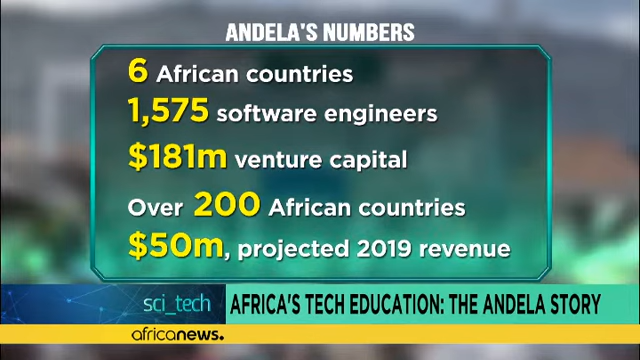 ANDELA'S NUMBERS
6 African countries
1,575 software engineers
$181m venture capital
Over 200 African countries
$50m, projected 2019 revenue
sci_tech
AFRICA'S TECH EDUCATION: THE ANDELA STORY
africanews.